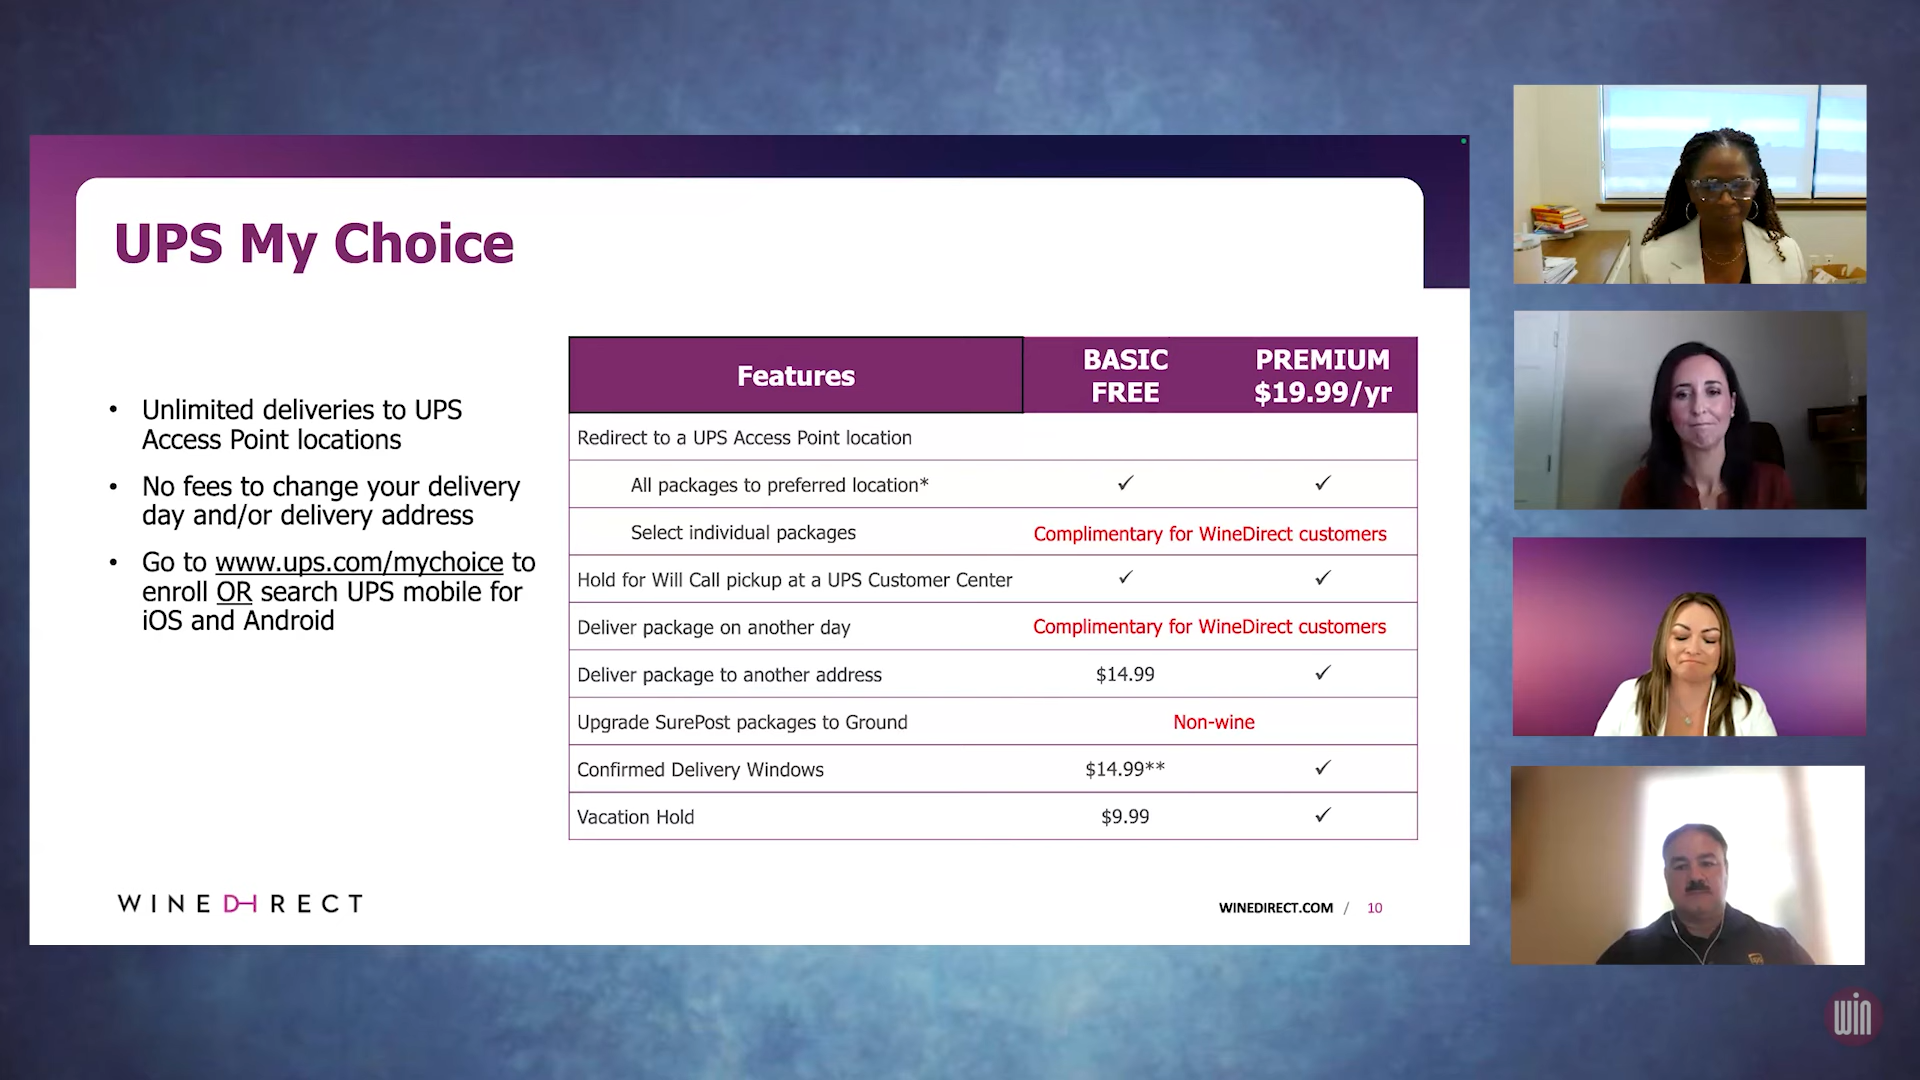 UPS My Choice
• Unlimited deliveries to UPS
Access Point locations
• No fees to change your delivery
day and/or delivery address
• Go to www.ups.com/mychoice to
enroll OR search UPS mobile for
iOS and Android
Features BASIC FREE PREMIUM $19.99/yr
Redirect to a UPS Access Point location
All packages to preferred location* ✓ ✓
Select individual packages Complimentary for WineDirect customers
Hold for Will Call pickup at a UPS Customer Center ✓ ✓
Deliver package on another day Complimentary for WineDirect customers
Deliver package to another address $14.99 ✓
Upgrade SurePost packages to Ground Non-wine
Confirmed Delivery Windows $14.99** ✓
Vacation Hold $9.99 ✓
WINEDIRECT
WINEDIRECT.COM / 10
ups
win